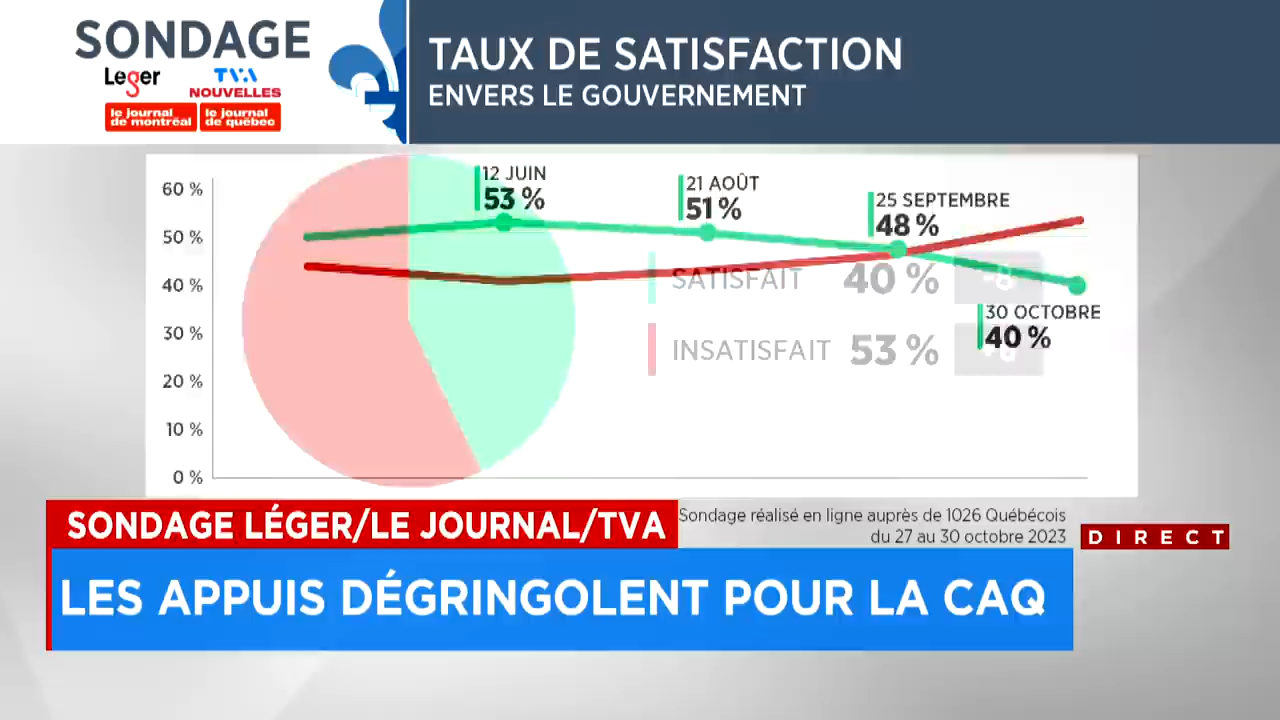 SONDAGE
Leger
TVA
NOUVELLES
le journal
de montréal
le journal
de québec
TAUX DE SATISFACTION
ENVERS LE GOUVERNEMENT
60 %
50 %
40 %
30 %
20 %
10 %
0 %
12 JUIN
53 %
21 AOÛT
51 %
25 SEPTEMBRE
48 %
30 OCTOBRE
40 %
SATISFAIT 40 % -8
INSATISFAIT 53 % +6
SONDAGE LÉGER/LE JOURNAL/TVA
Sondage réalisé en ligne auprès de 1026 Québécois
du 27 au 30 octobre 2023
DIRECT
LES APPUIS DÉGRINGOLENT POUR LA CAQ